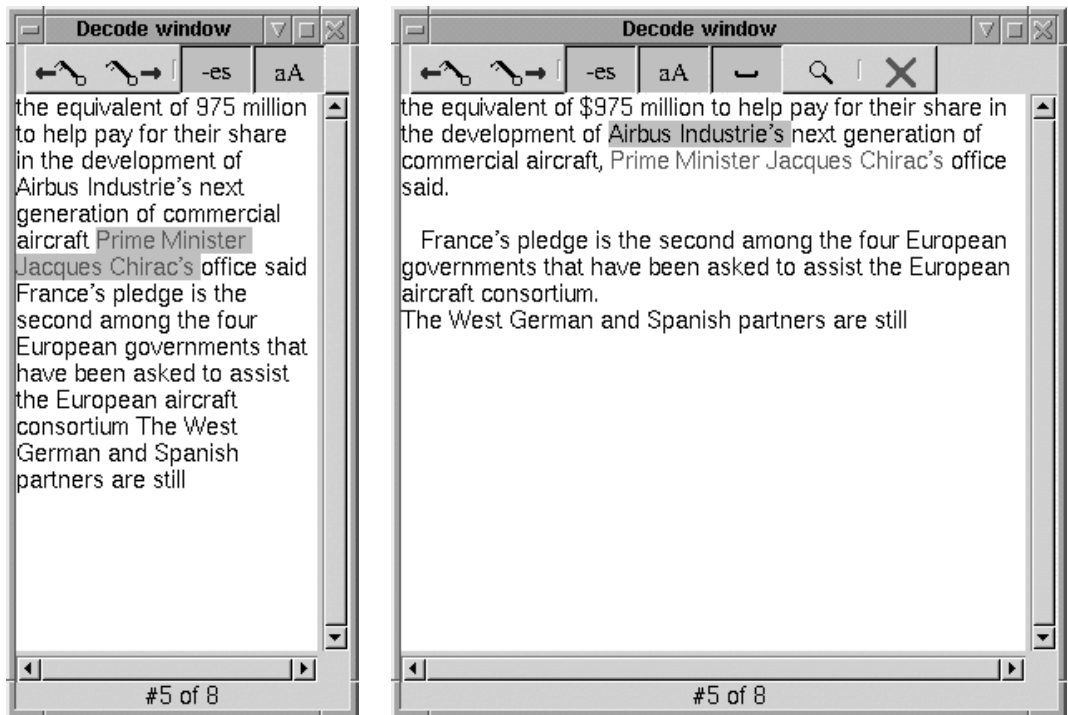 Decode window
-es aA
the equivalent of 975 million
to help pay for their share
in the development of
Airbus Industrie's next
generation of commercial
aircraft Prime Minister
Jacques Chirac's office said
France's pledge is the
second among the four
European governments that
have been asked to assist
the European aircraft
consortium The West
German and Spanish
partners are still
#5 of 8
Decode window
-es aA
the equivalent of $975 million to help pay for their share in
the development of Airbus Industrie's next generation of
commercial aircraft, Prime Minister Jacques Chirac's office
said.
France's pledge is the second among the four European
governments that have been asked to assist the European
aircraft consortium.
The West German and Spanish partners are still
#5 of 8